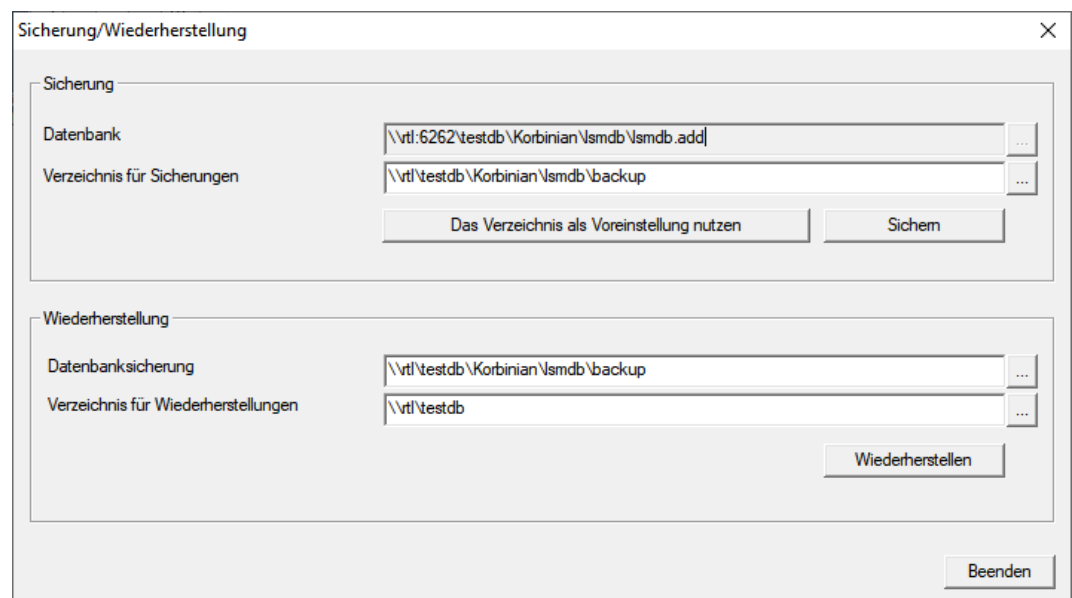 Sicherung/Wiederherstellung
Sicherung
Datenbank
\\rtl:6262\testdb\Korbinian\lsmdb\lsmdb.add
...
Verzeichnis für Sicherungen
\\rtl\testdb\Korbinian\lsmdb\backup
...
Das Verzeichnis als Voreinstellung nutzen
Sichern
Wiederherstellung
Datenbanksicherung
\\rtl\testdb\Korbinian\lsmdb\backup
...
Verzeichnis für Wiederherstellungen
\\rtl\testdb
...
Wiederherstellen
Beenden